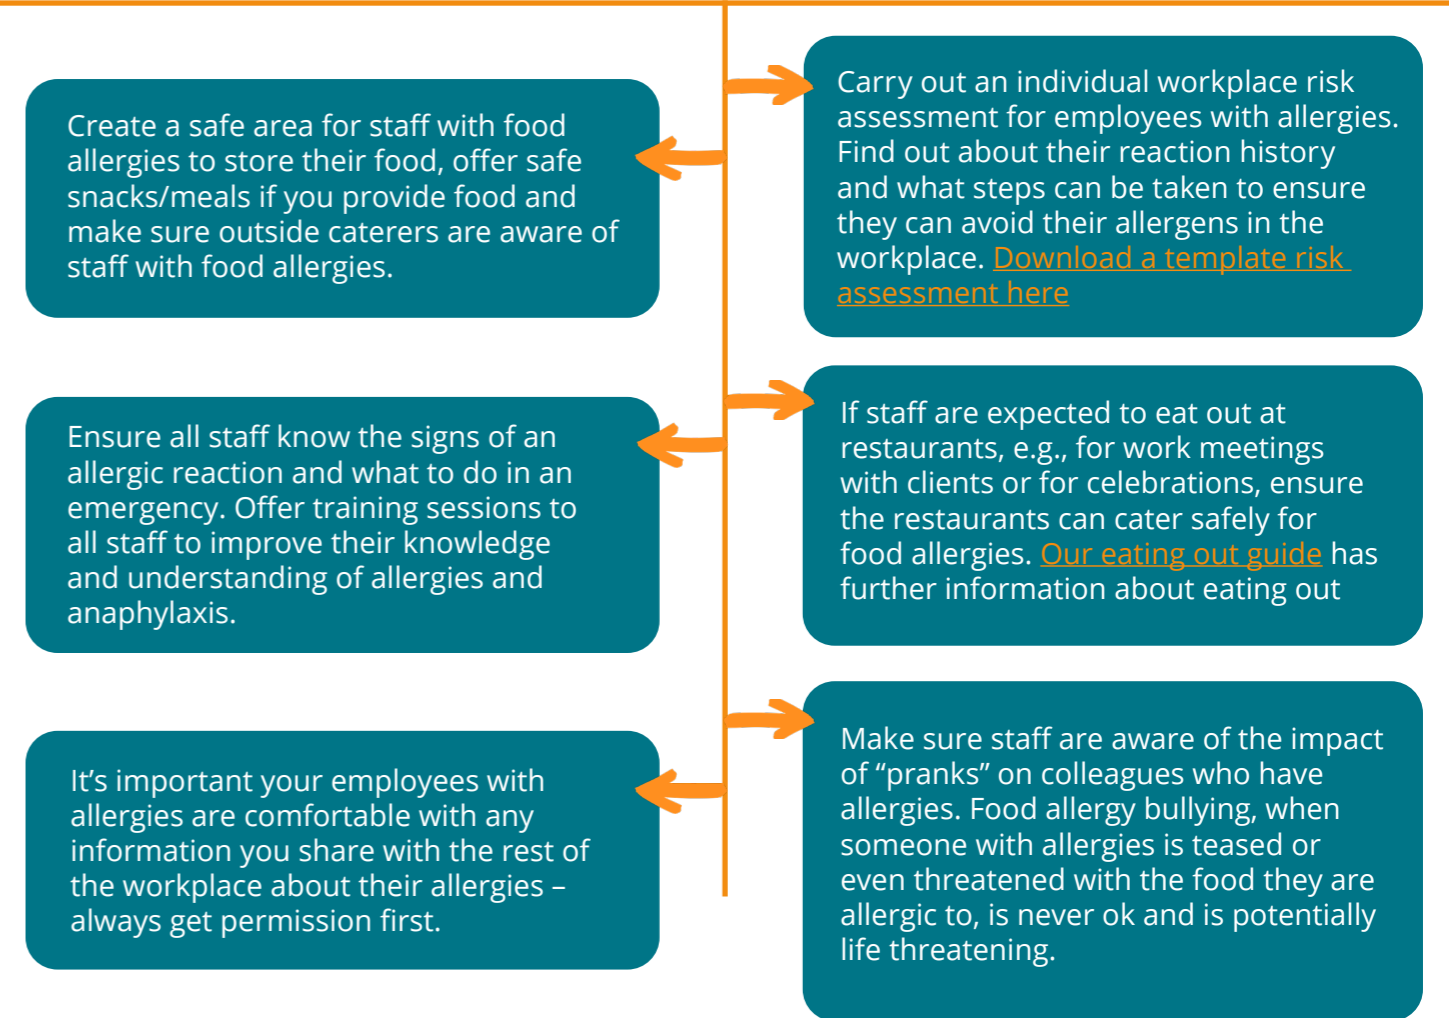 Create a safe area for staff with food
allergies to store their food, offer safe
snacks/meals if you provide food and
make sure outside caterers are aware of
staff with food allergies.
Carry out an individual workplace risk
assessment for employees with allergies.
Find out about their reaction history
and what steps can be taken to ensure
they can avoid their allergens in the
workplace. Download a template risk
assessment here
Ensure all staff know the signs of an
allergic reaction and what to do in an
emergency. Offer training sessions to
all staff to improve their knowledge
and understanding of allergies and
anaphylaxis.
If staff are expected to eat out at
restaurants, e.g., for work meetings
with clients or for celebrations, ensure
the restaurants can cater safely for
food allergies. Our eating out guide has
further information about eating out
It’s important your employees with
allergies are comfortable with any
information you share with the rest of
the workplace about their allergies –
always get permission first.
Make sure staff are aware of the impact
of “pranks” on colleagues who have
allergies. Food allergy bullying, when
someone with allergies is teased or
even threatened with the food they are
allergic to, is never ok and is potentially
life threatening.